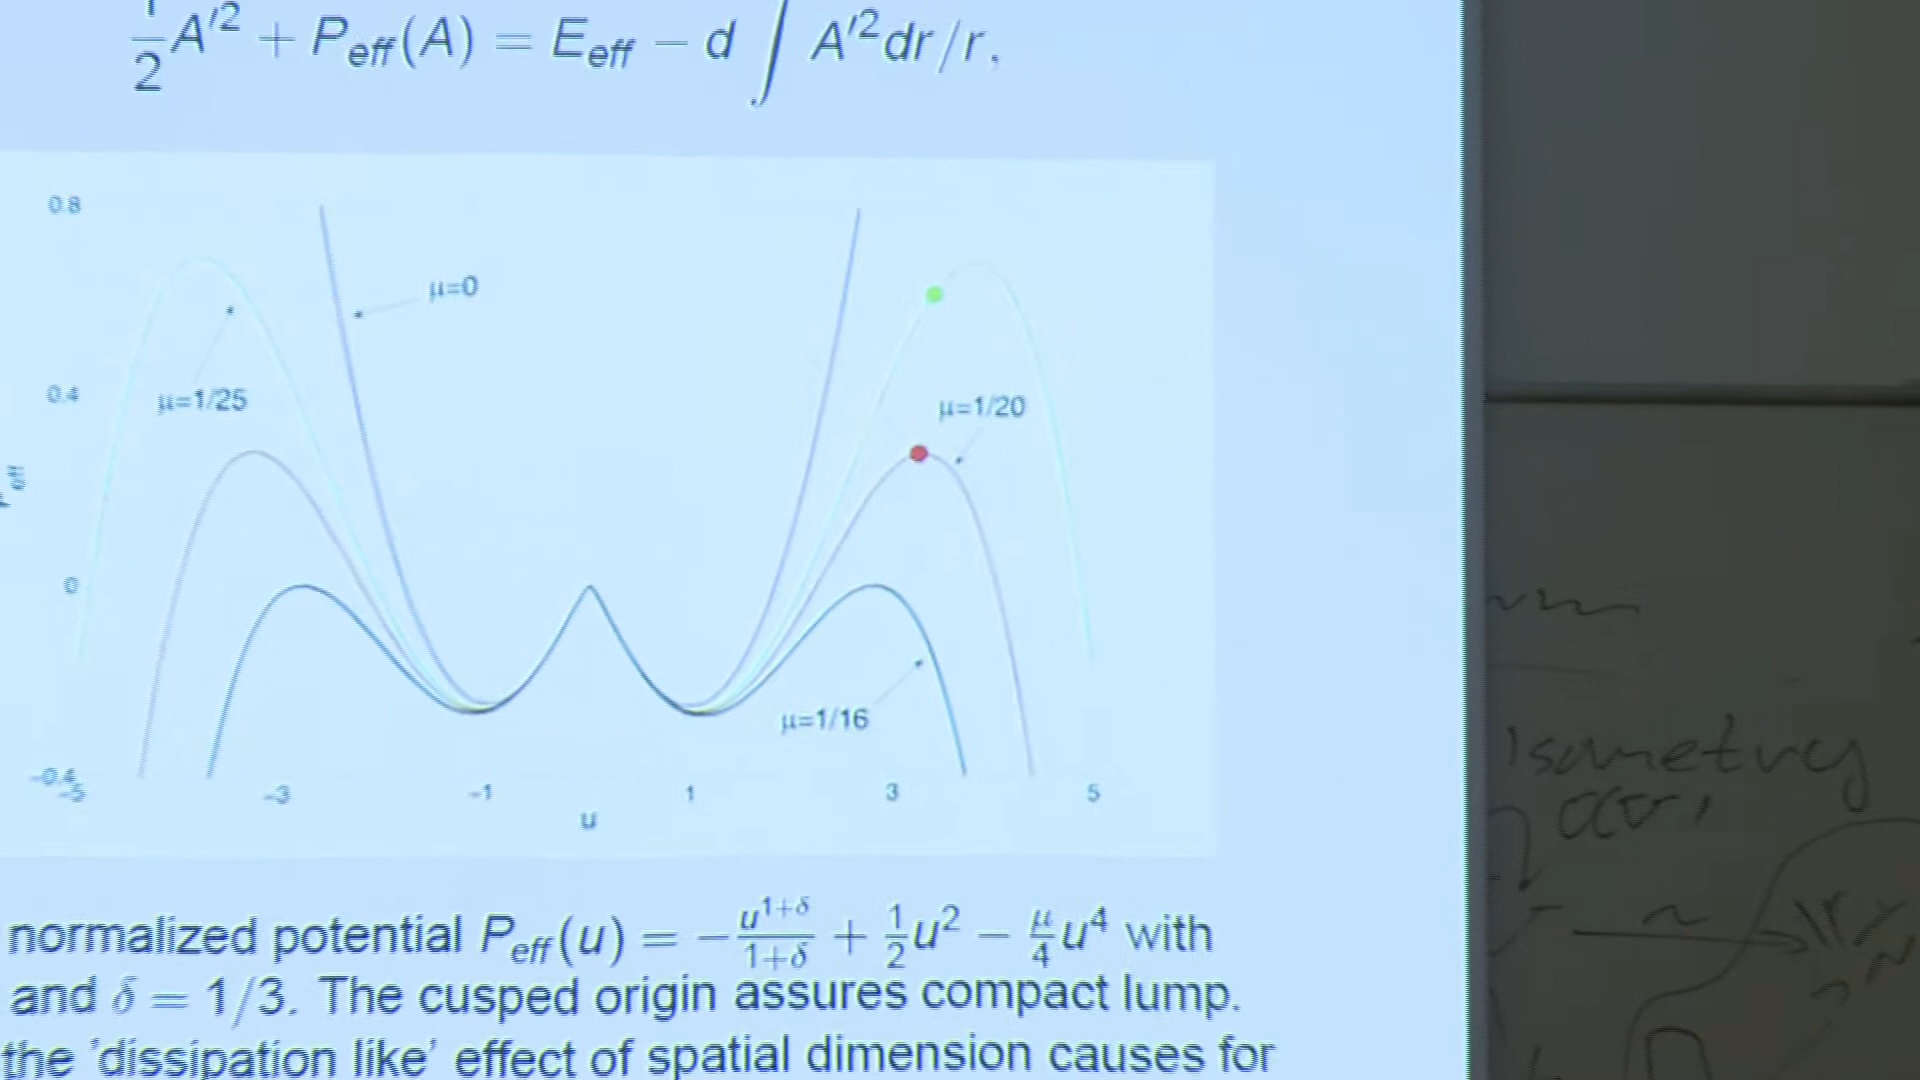 ½A′² + P_eff(A) = E_eff − d ∫ A′²dr/r,
0.8
μ=0
0.4
μ=1/25
μ=1/20
eff
0
μ=1/16
−0.4
−5 −3 −1 1 3 5
u
normalized potential P_eff(u) = −u^{1+δ}/(1+δ) + ½u² − μ/4 u⁴ with
and δ = 1/3. The cusped origin assures compact lump.
the 'dissipation like' effect of spatial dimension causes for
Isometry